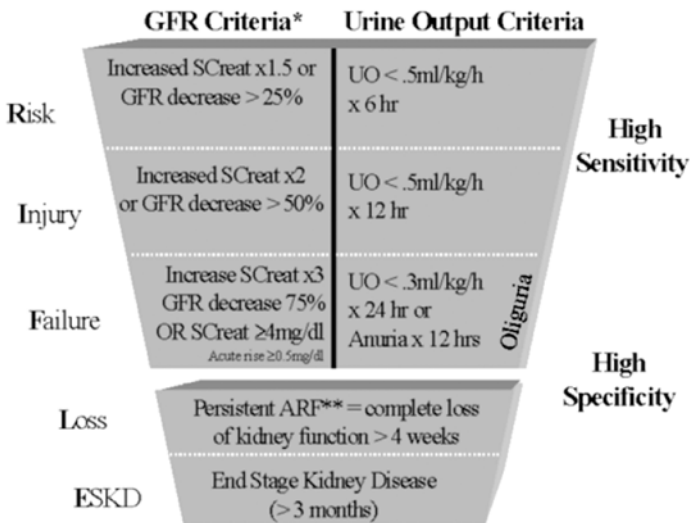 GFR Criteria*
Urine Output Criteria
Risk
Increased SCreat x1.5 or
GFR decrease > 25%
UO < .5ml/kg/h
x 6 hr
High
Sensitivity
Injury
Increased SCreat x2
or GFR decrease > 50%
UO < .5ml/kg/h
x 12 hr
Failure
Increase SCreat x3
GFR decrease 75%
OR SCreat ≥4mg/dl
Acute rise ≥0.5mg/dl
UO < .3ml/kg/h
x 24 hr or
Anuria x 12 hrs
Oliguria
High
Specificity
Loss
Persistent ARF** = complete loss
of kidney function > 4 weeks
ESKD
End Stage Kidney Disease
(> 3 months)